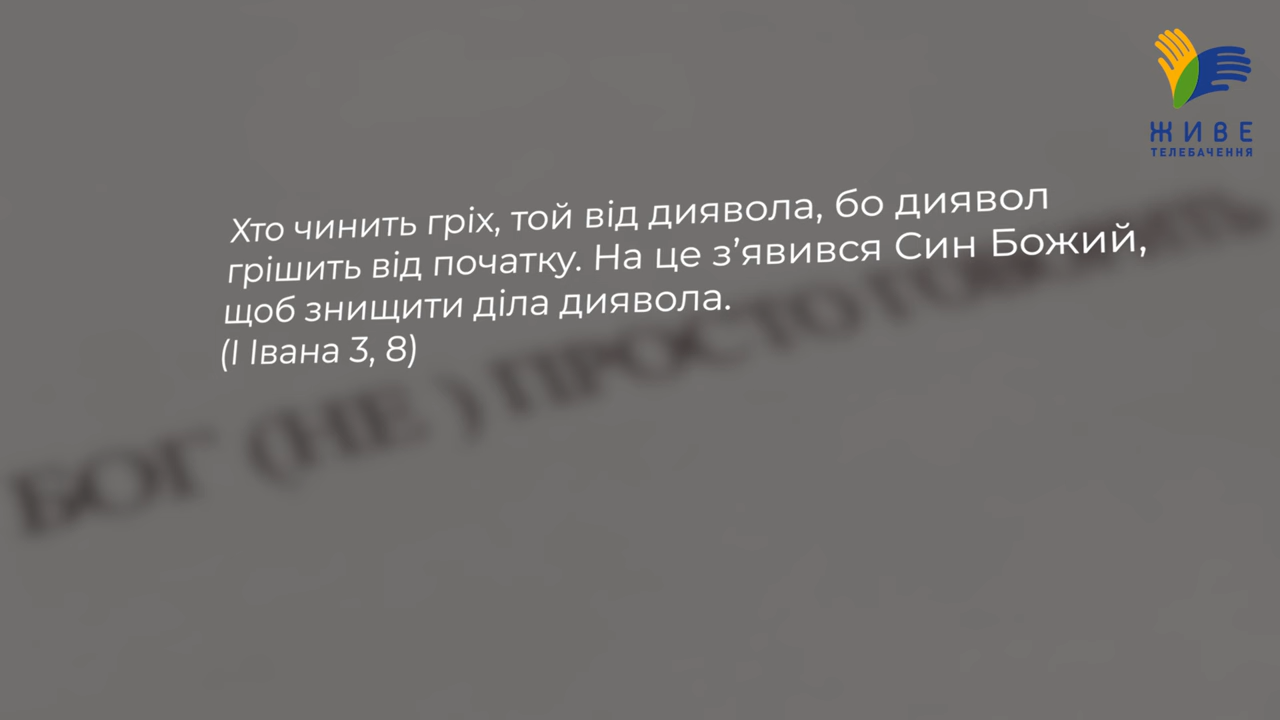 ЖИВЕ
ТЕЛЕБАЧЕННЯ
Хто чинить гріх, той від диявола, бо диявол
грішить від початку. На це з’явився Син Божий,
щоб знищити діла диявола.
(І Івана 3, 8)
БОГ (НЕ) ПРОСТО ГОВОРИТЬ